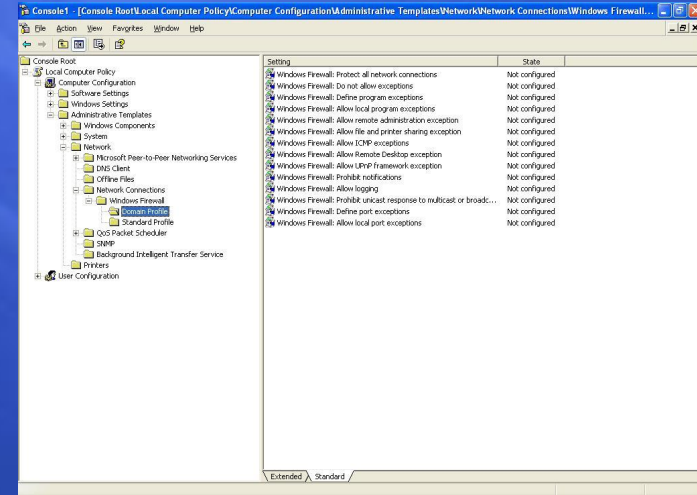 Console1 - [Console Root\Local Computer Policy\Computer Configuration\Administrative Templates\Network\Network Connections\Windows Firewall...
File Action View Favorites Window Help
Console Root
Local Computer Policy
Computer Configuration
Software Settings
Windows Settings
Administrative Templates
Windows Components
System
Network
Microsoft Peer-to-Peer Networking Services
DNS Client
Offline Files
Network Connections
Windows Firewall
Domain Profile
Standard Profile
QoS Packet Scheduler
SNMP
Background Intelligent Transfer Service
Printers
User Configuration
Setting State
Windows Firewall: Protect all network connections Not configured
Windows Firewall: Do not allow exceptions Not configured
Windows Firewall: Define program exceptions Not configured
Windows Firewall: Allow local program exceptions Not configured
Windows Firewall: Allow remote administration exception Not configured
Windows Firewall: Allow file and printer sharing exception Not configured
Windows Firewall: Allow ICMP exceptions Not configured
Windows Firewall: Allow Remote Desktop exception Not configured
Windows Firewall: Allow UPnP framework exception Not configured
Windows Firewall: Prohibit notifications Not configured
Windows Firewall: Allow logging Not configured
Windows Firewall: Prohibit unicast response to multicast or broadc... Not configured
Windows Firewall: Define port exceptions Not configured
Windows Firewall: Allow local port exceptions Not configured
Extended Standard